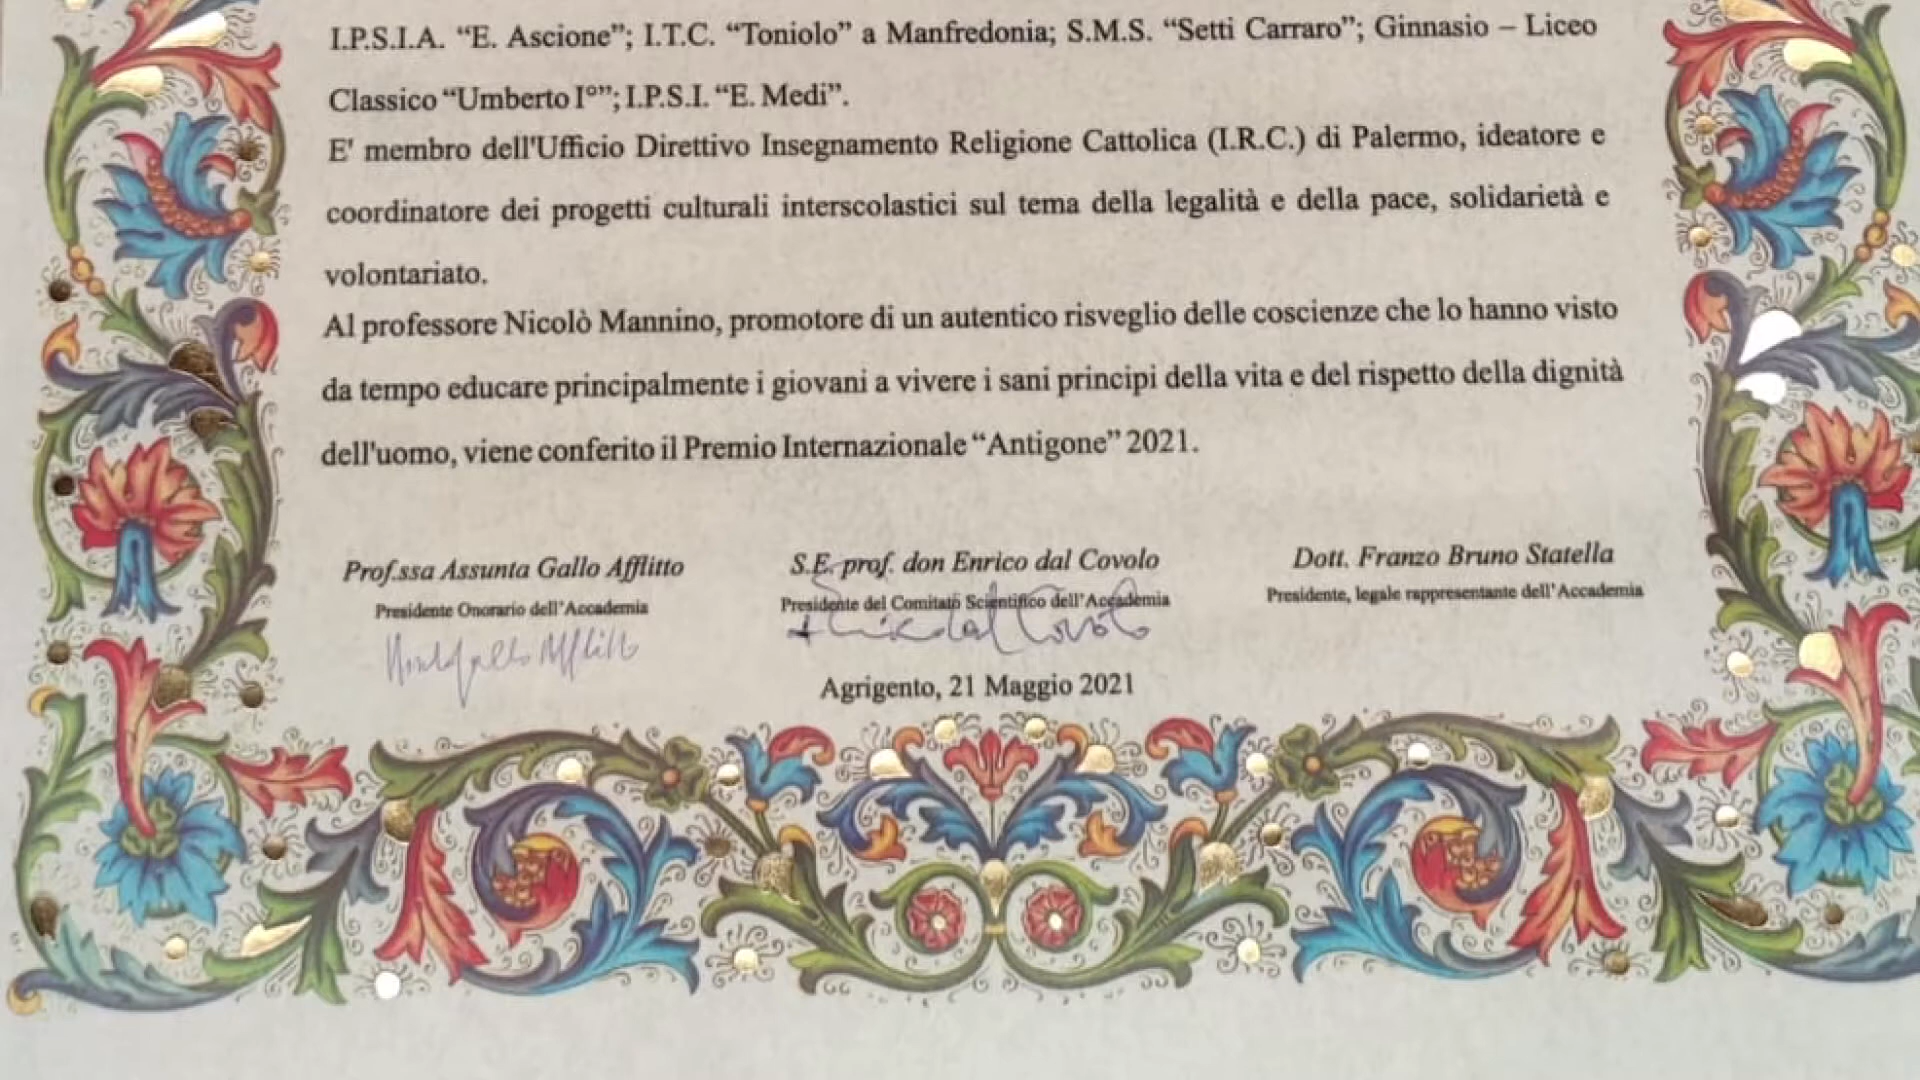 I.P.S.I.A. “E. Ascione”; I.T.C. “Toniolo” a Manfredonia; S.M.S. “Setti Carraro”; Ginnasio – Liceo
Classico “Umberto I°”; I.P.S.I. “E. Medi”.
E' membro dell'Ufficio Direttivo Insegnamento Religione Cattolica (I.R.C.) di Palermo, ideatore e
coordinatore dei progetti culturali interscolastici sul tema della legalità e della pace, solidarietà e
volontariato.
Al professore Nicolò Mannino, promotore di un autentico risveglio delle coscienze che lo hanno visto
da tempo educare principalmente i giovani a vivere i sani principi della vita e del rispetto della dignità
dell'uomo, viene conferito il Premio Internazionale “Antigone” 2021.
Prof.ssa Assunta Gallo Afflitto
Presidente Onorario dell’Accademia
S.E. prof. don Enrico dal Covolo
Presidente del Comitato Scientifico dell’Accademia
Dott. Franzo Bruno Statella
Presidente, legale rappresentante dell’Accademia
Agrigento, 21 Maggio 2021